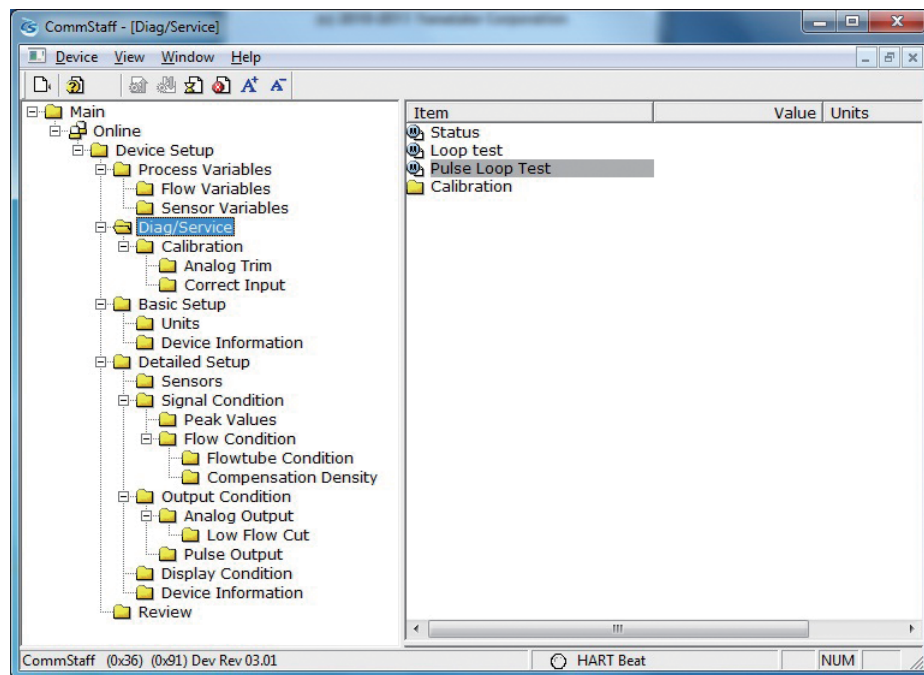 CommStaff - [Diag/Service]
Device View Window Help
Main
Online
Device Setup
Process Variables
Flow Variables
Sensor Variables
Diag/Service
Calibration
Analog Trim
Correct Input
Basic Setup
Units
Device Information
Detailed Setup
Sensors
Signal Condition
Peak Values
Flow Condition
Flowtube Condition
Compensation Density
Output Condition
Analog Output
Low Flow Cut
Pulse Output
Display Condition
Device Information
Review
Item Value Units
Status
Loop test
Pulse Loop Test
Calibration
CommStaff (0x36) (0x91) Dev Rev 03.01 HART Beat NUM